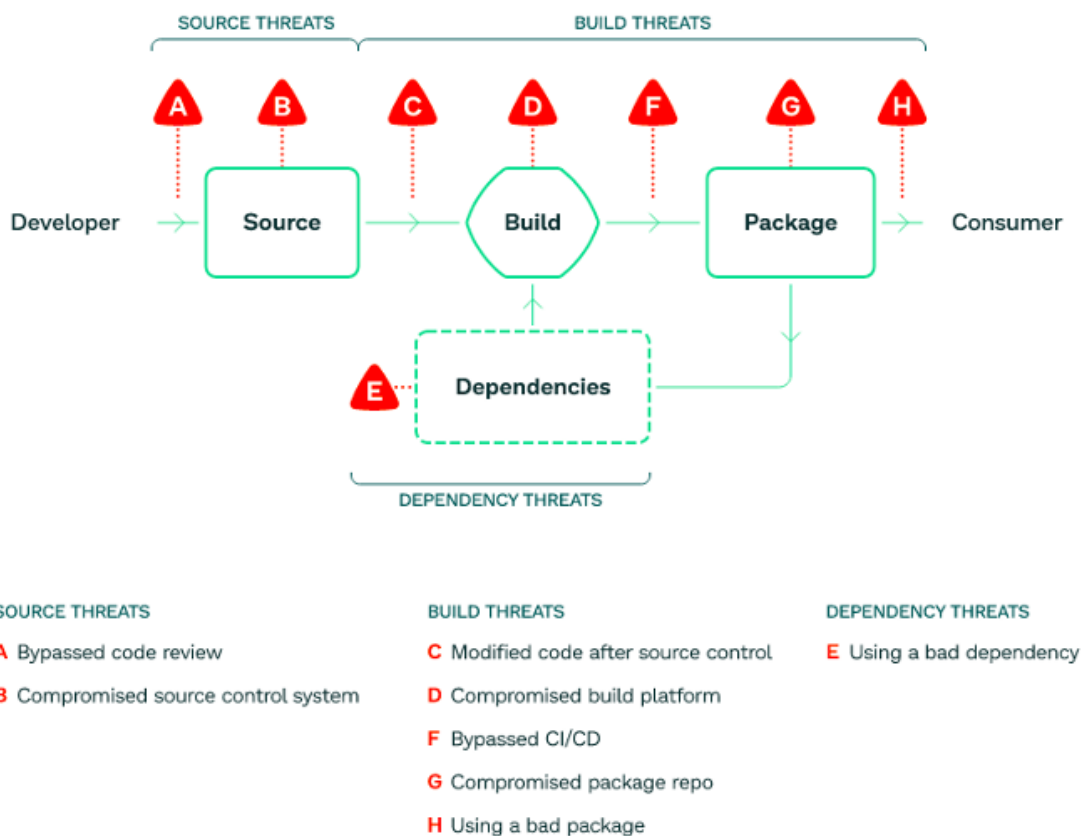 SOURCE THREATS
BUILD THREATS
A
B
C
D
F
G
H
Developer
Source
Build
Package
Consumer
E
Dependencies
DEPENDENCY THREATS
SOURCE THREATS
A Bypassed code review
B Compromised source control system
BUILD THREATS
C Modified code after source control
D Compromised build platform
F Bypassed CI/CD
G Compromised package repo
H Using a bad package
DEPENDENCY THREATS
E Using a bad dependency